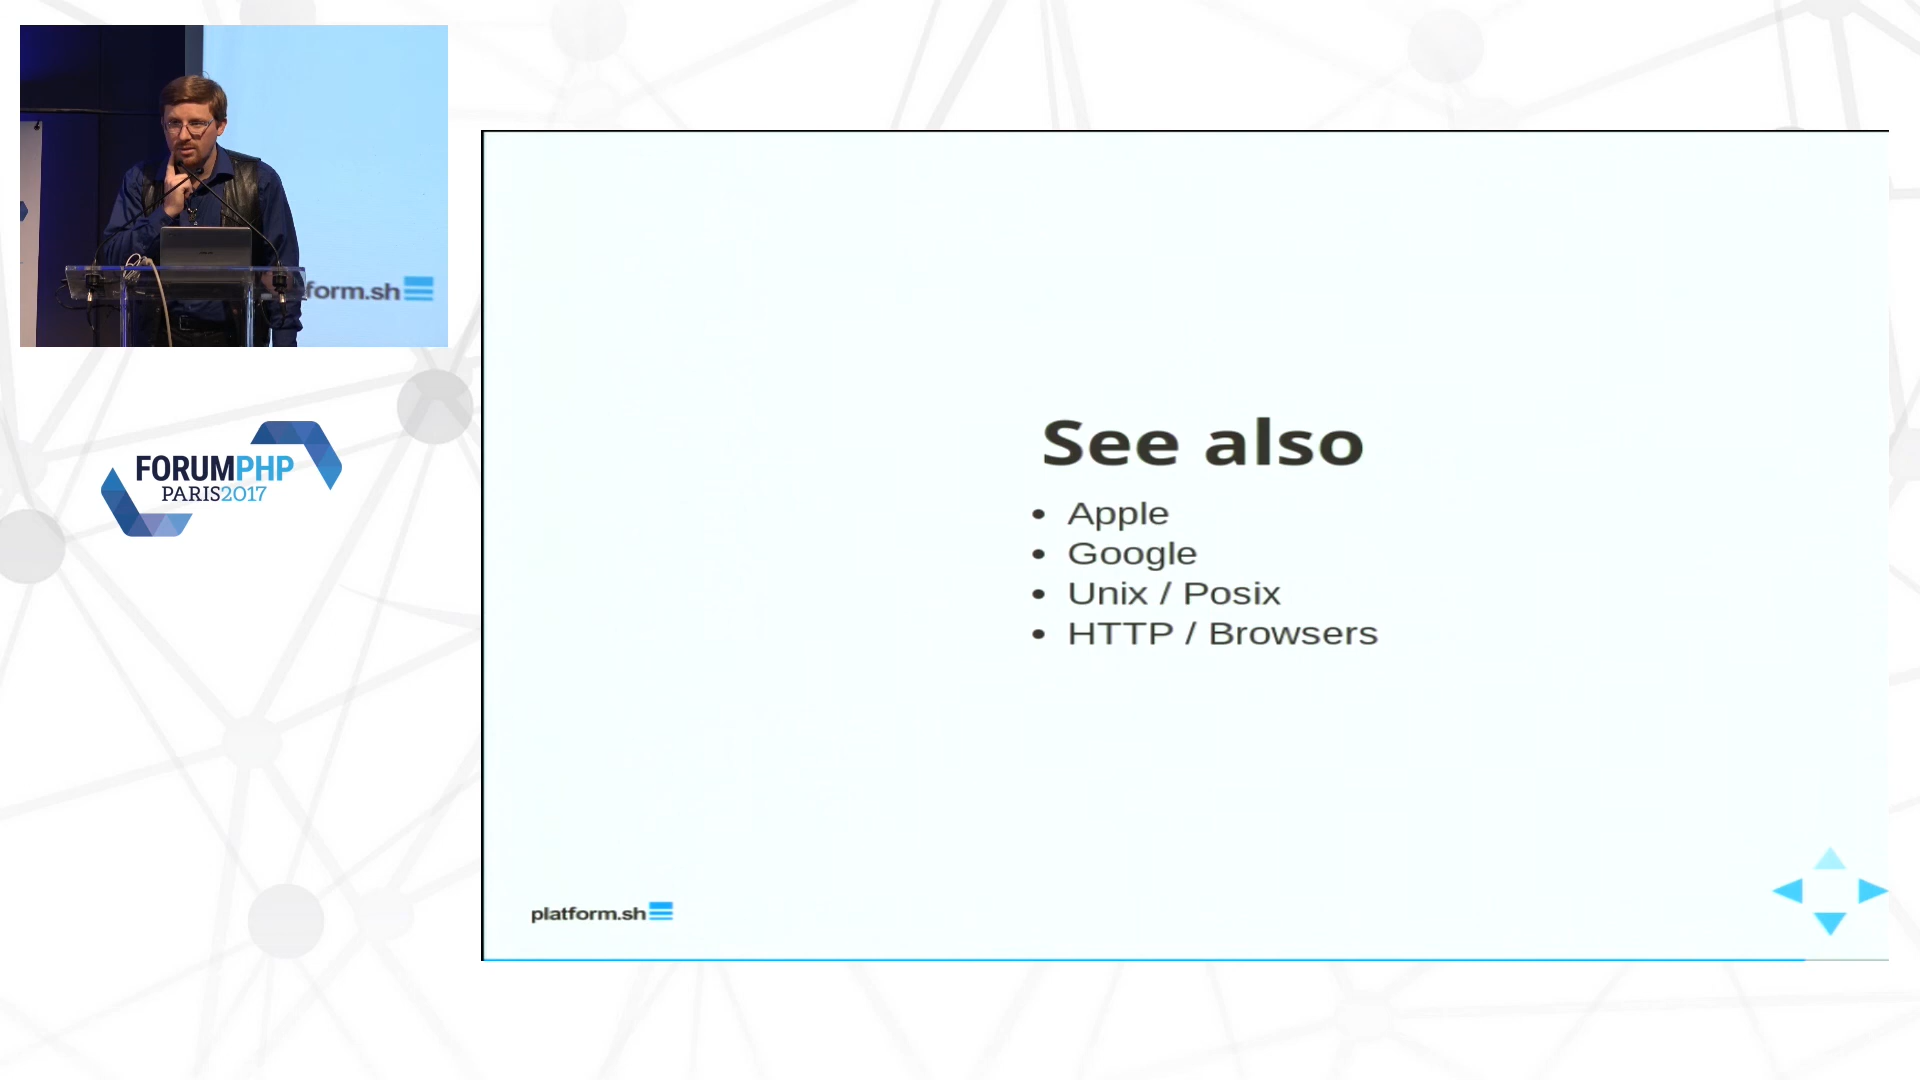 form.sh
FORUMPHP
PARIS2017
See also
• Apple
• Google
• Unix / Posix
• HTTP / Browsers
platform.sh